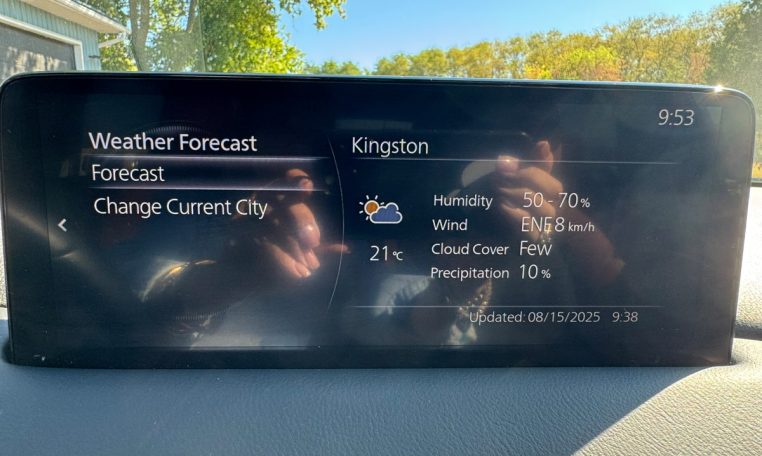 9:53
Weather Forecast
Forecast
Change Current City
Kingston
Humidity 50 - 70%
Wind ENE 8 km/h
21°C
Cloud Cover Few
Precipitation 10%
Updated: 08/15/2025 9:38